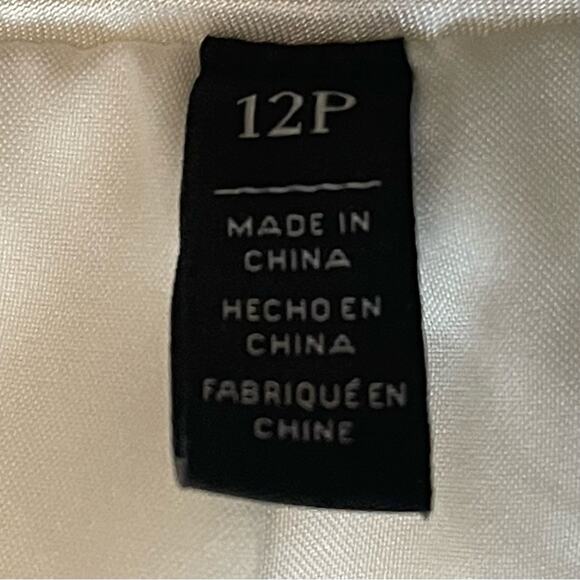 12P
MADE IN
CHINA
HECHO EN
CHINA
FABRIQUÉ EN
CHINE